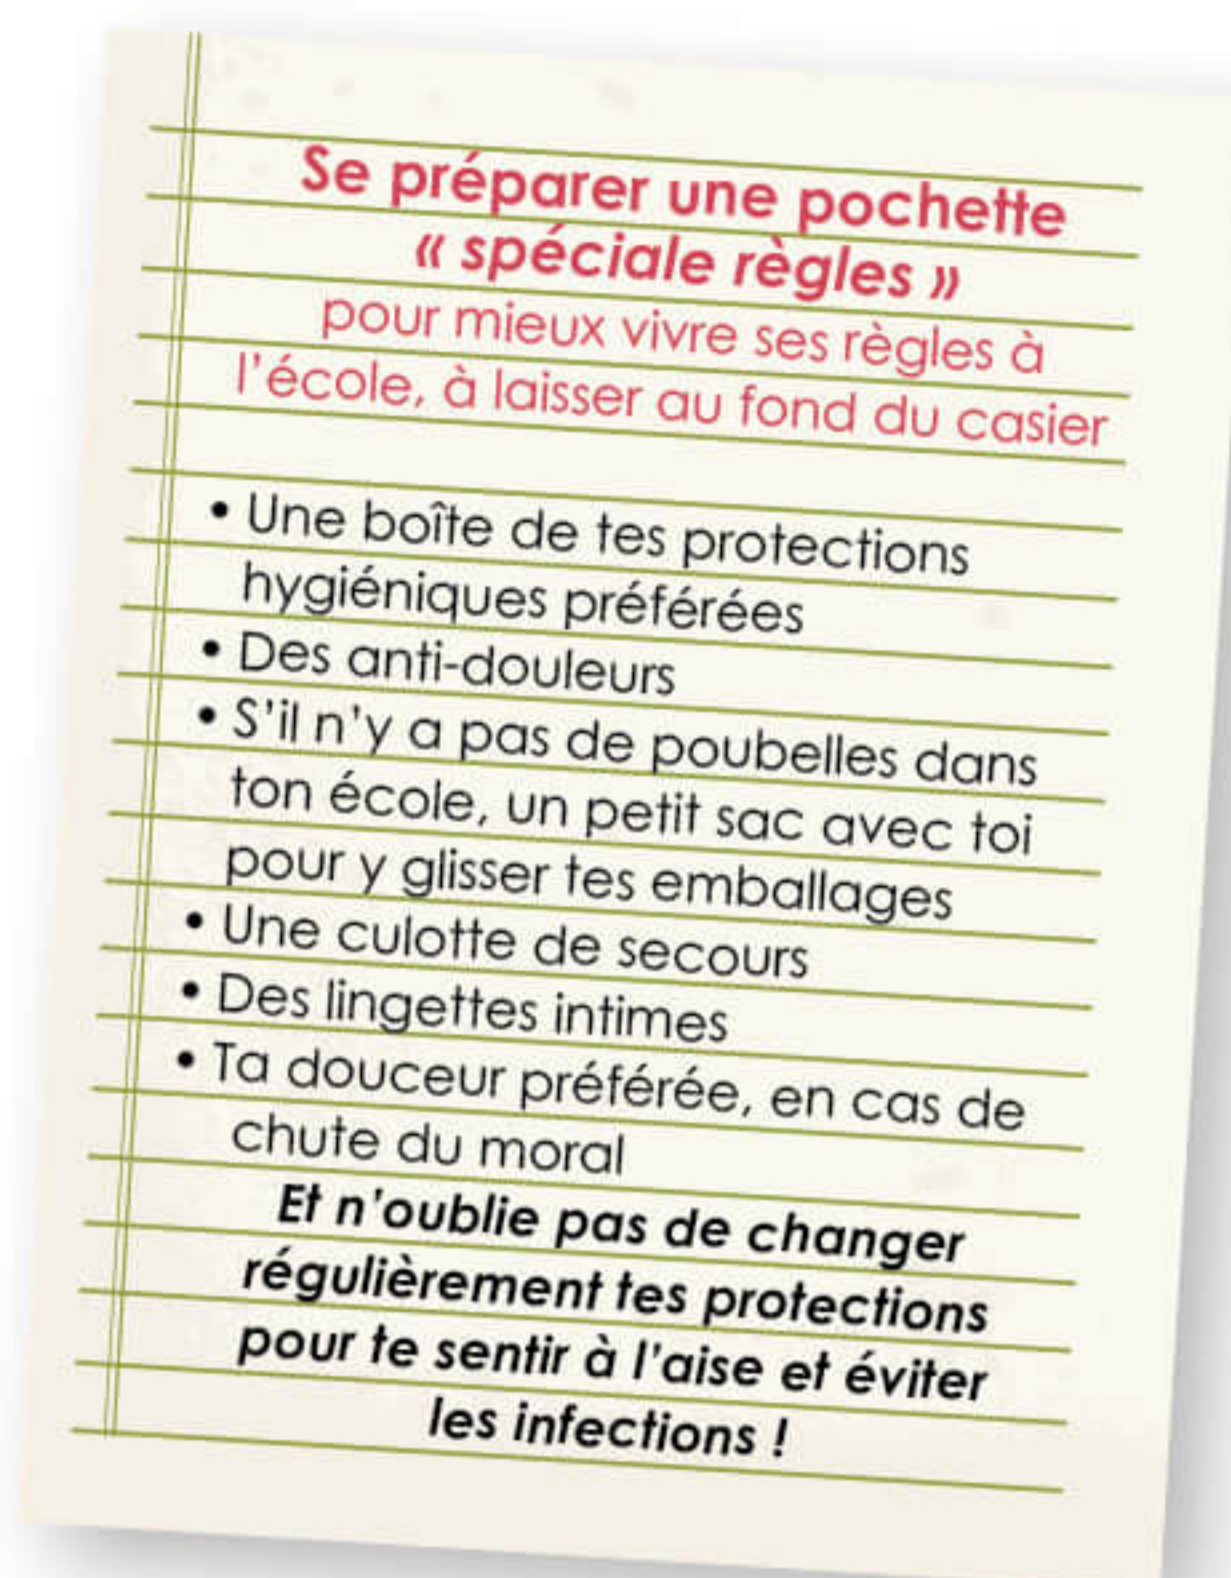 Se préparer une pochette
« spéciale règles »
pour mieux vivre ses règles à
l'école, à laisser au fond du casier
• Une boîte de tes protections
hygiéniques préférées
• Des anti-douleurs
• S'il n'y a pas de poubelles dans
ton école, un petit sac avec toi
pour y glisser tes emballages
• Une culotte de secours
• Des lingettes intimes
• Ta douceur préférée, en cas de
chute du moral
Et n'oublie pas de changer
régulièrement tes protections
pour te sentir à l'aise et éviter
les infections !